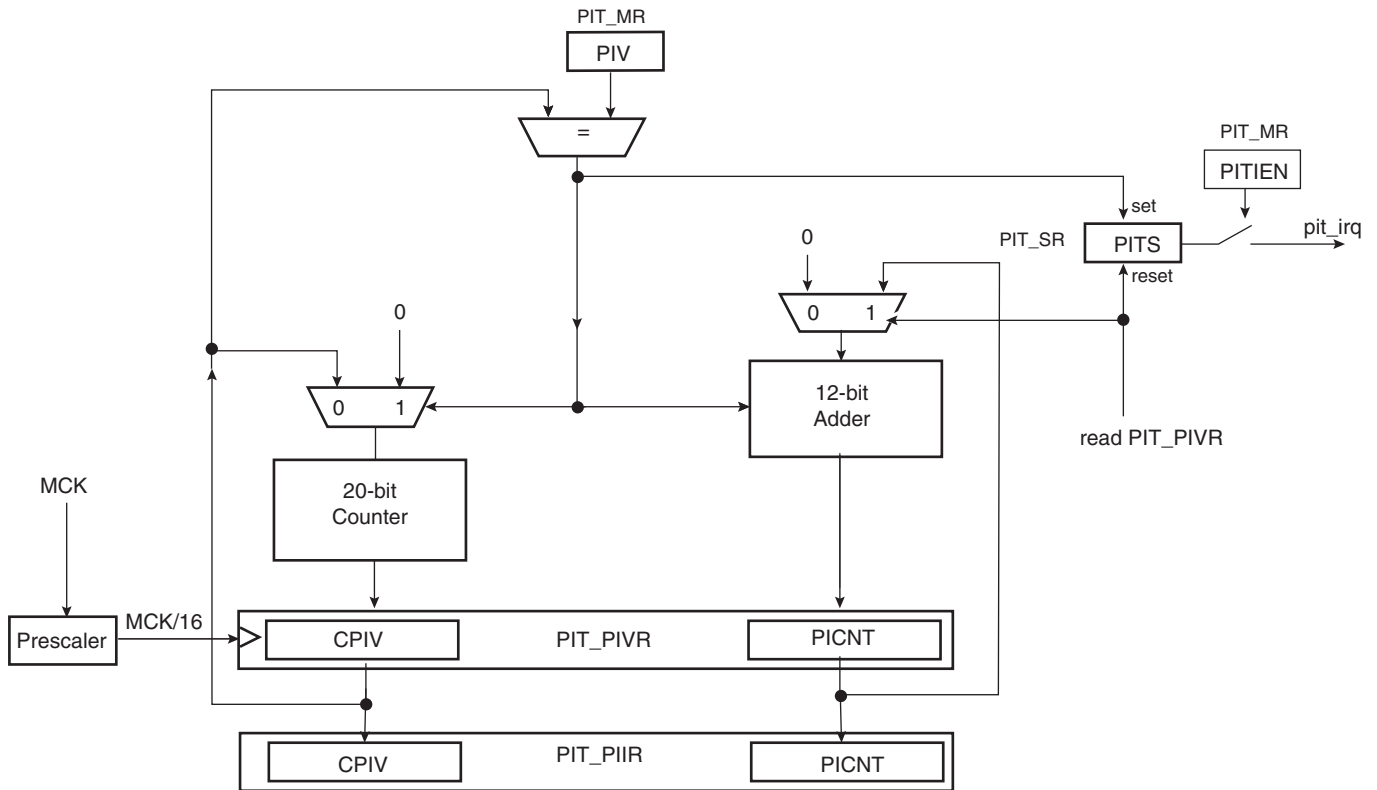 PIT_MR
PIV
=
PIT_MR
PITIEN
set
PIT_SR
PITS
pit_irq
reset
0
0 1
0
0 1
12-bit
Adder
read PIT_PIVR
MCK
20-bit
Counter
Prescaler
MCK/16
CPIV
PIT_PIVR
PICNT
CPIV
PIT_PIIR
PICNT